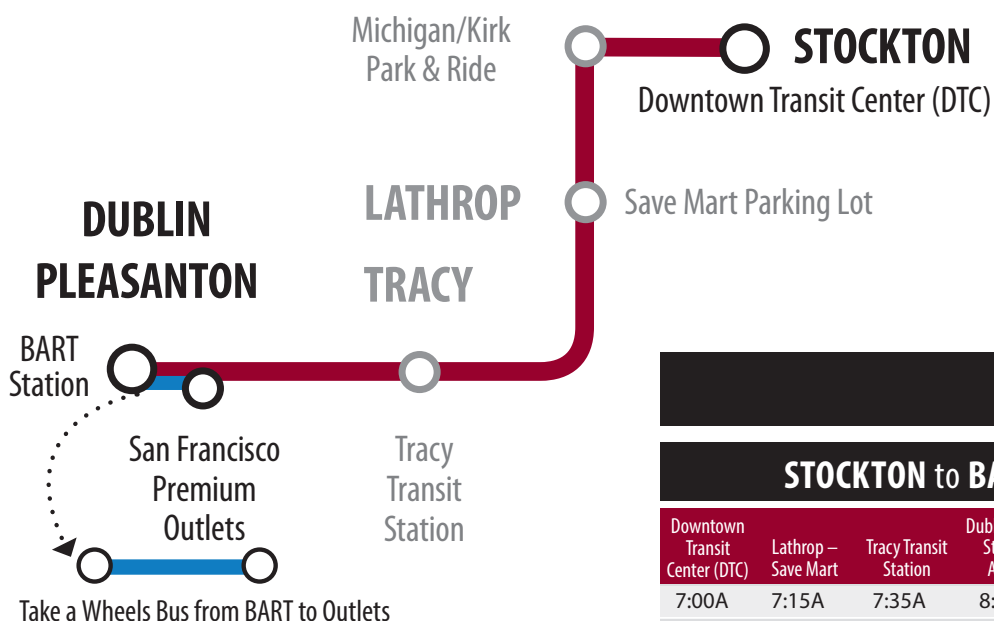 Michigan/Kirk
Park & Ride
STOCKTON
Downtown Transit Center (DTC)
LATHROP
Save Mart Parking Lot
DUBLIN
PLEASANTON
TRACY
BART
Station
San Francisco
Premium
Outlets
Tracy
Transit
Station
Take a Wheels Bus from BART to Outlets
STOCKTON to
Downtown
Transit
Center (DTC)
Lathrop –
Save Mart
Tracy Transit
Station
7:00A 7:15A 7:35A